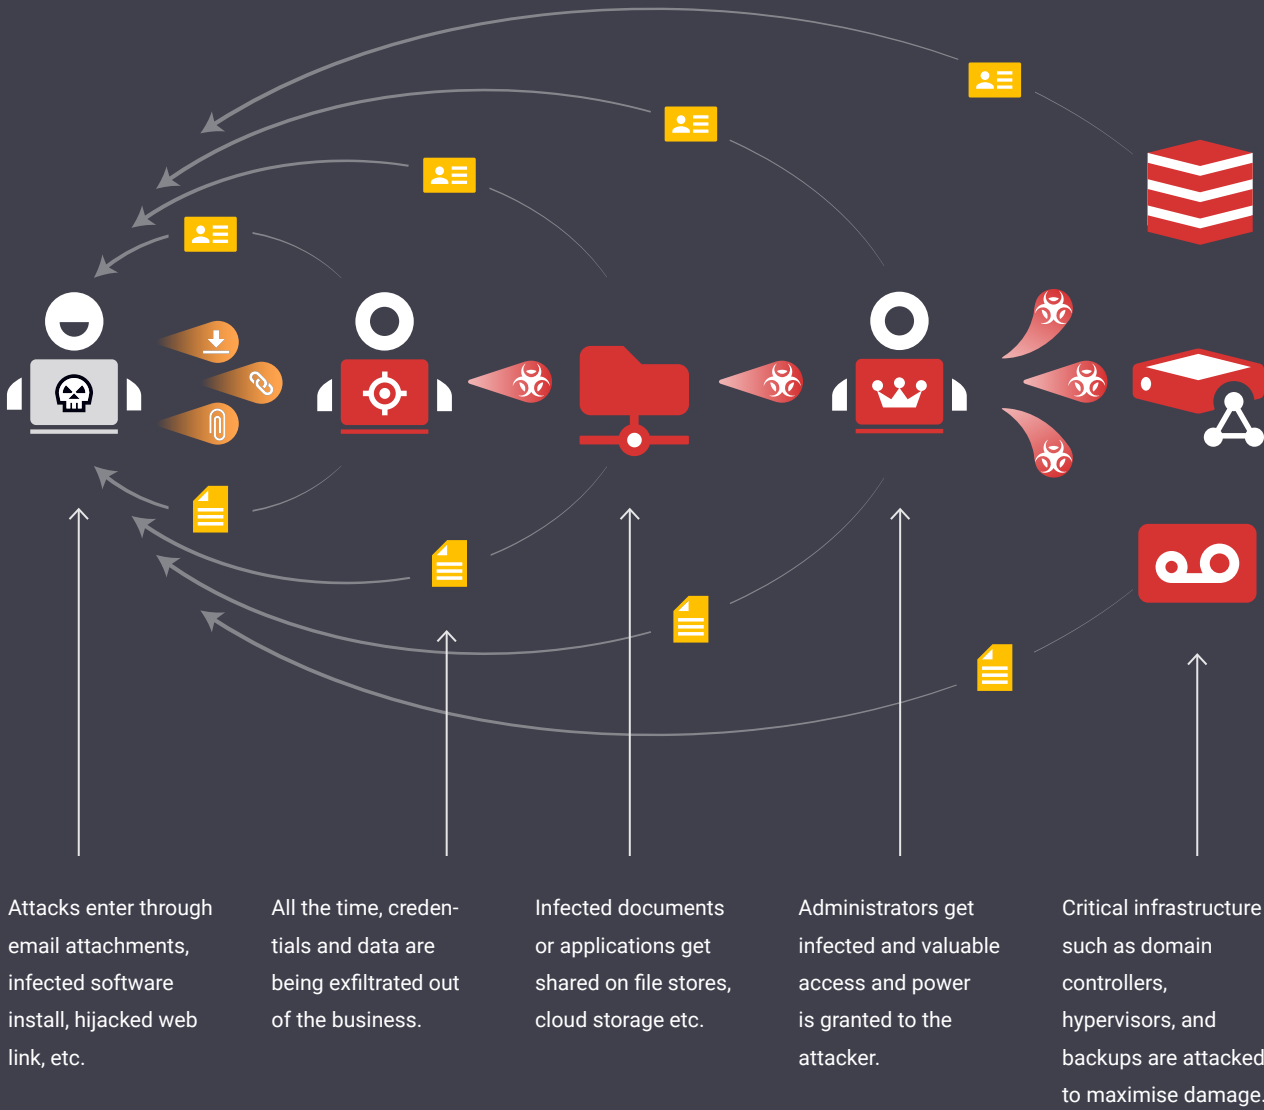 Attacks enter through
email attachments,
infected software
install, hijacked web
link, etc.
All the time, creden-
tials and data are
being exfiltrated out
of the business.
Infected documents
or applications get
shared on file stores,
cloud storage etc.
Administrators get
infected and valuable
access and power
is granted to the
attacker.
Critical infrastructure
such as domain
controllers,
hypervisors, and
backups are attacked
to maximise damage.